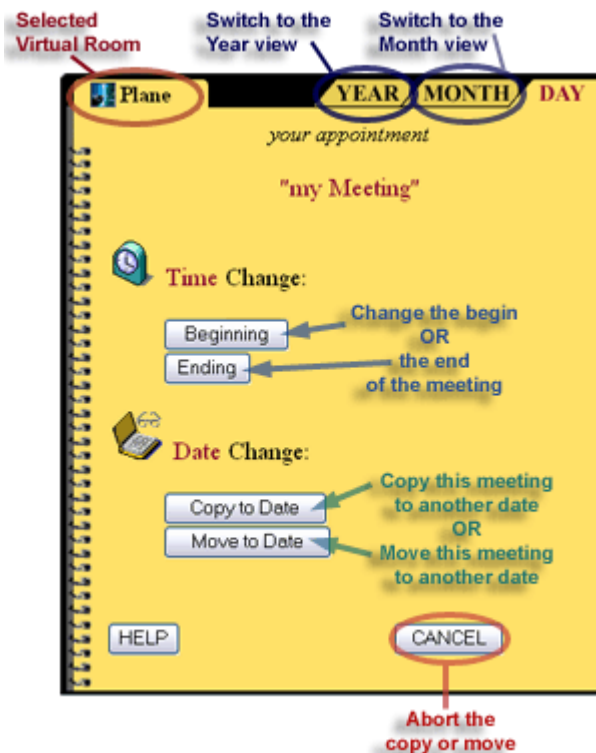 Selected
Virtual Room
Switch to the
Year view
Switch to the
Month view
Plane
YEAR
MONTH
DAY
your appointment
"my Meeting"
Time Change:
Beginning
Ending
Change the begin
OR
the end
of the meeting
Date Change:
Copy to Date
Move to Date
Copy this meeting
to another date
OR
Move this meeting
to another date
HELP
CANCEL
Abort the
copy or move